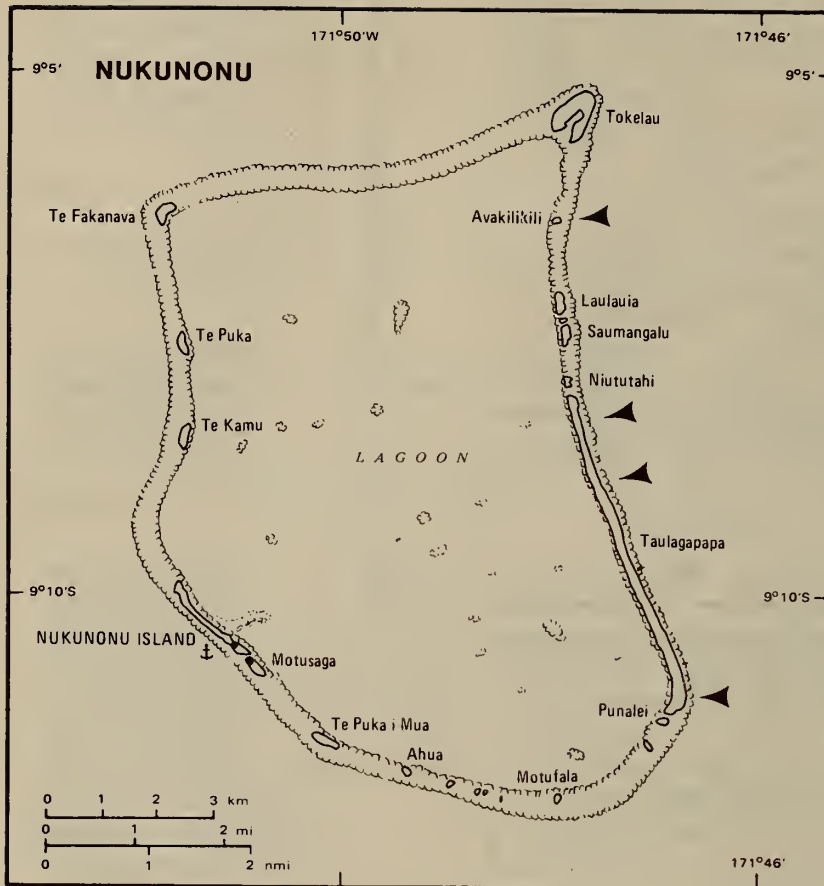 171°50'W
171°46'
9°5'
NUKUNONU
9°5'
Tokelau
Te Fakanava
Avakilikili
Laulauia
Te Puka
Saumangalu
Niututahi
Te Kamu
LAGOON
Taulagapapa
9°10'S
9°10'S
NUKUNONU ISLAND
Motusaga
Punalei
Te Puka i Mua
Ahua
Motufala
0 1 2 3 km
0 1 2 mi
0 1 2 nmi
171°46'